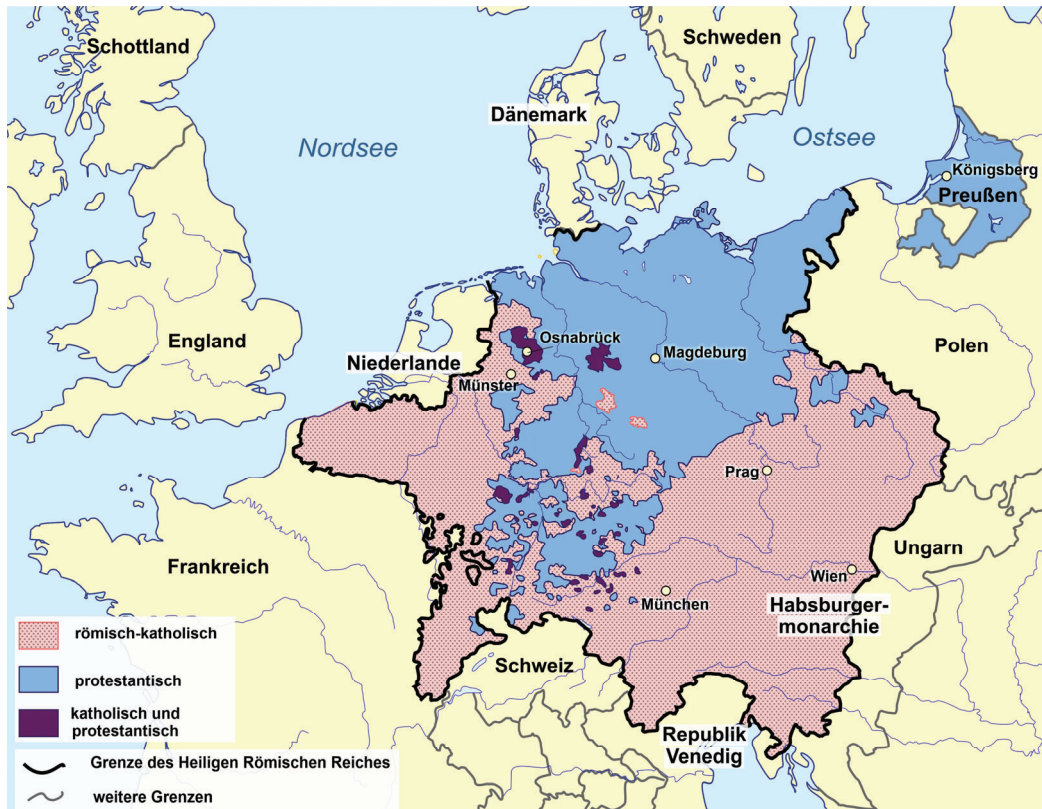 Schottland
Schweden
Dänemark
Nordsee
Ostsee
Königsberg
Preußen
England
Niederlande
Osnabrück
Magdeburg
Polen
Münster
Prag
Frankreich
Ungarn
Wien
München
Habsburger-
monarchie
Schweiz
Republik
Venedig
römisch-katholisch
protestantisch
katholisch und
protestantisch
Grenze des Heiligen Römischen Reiches
weitere Grenzen